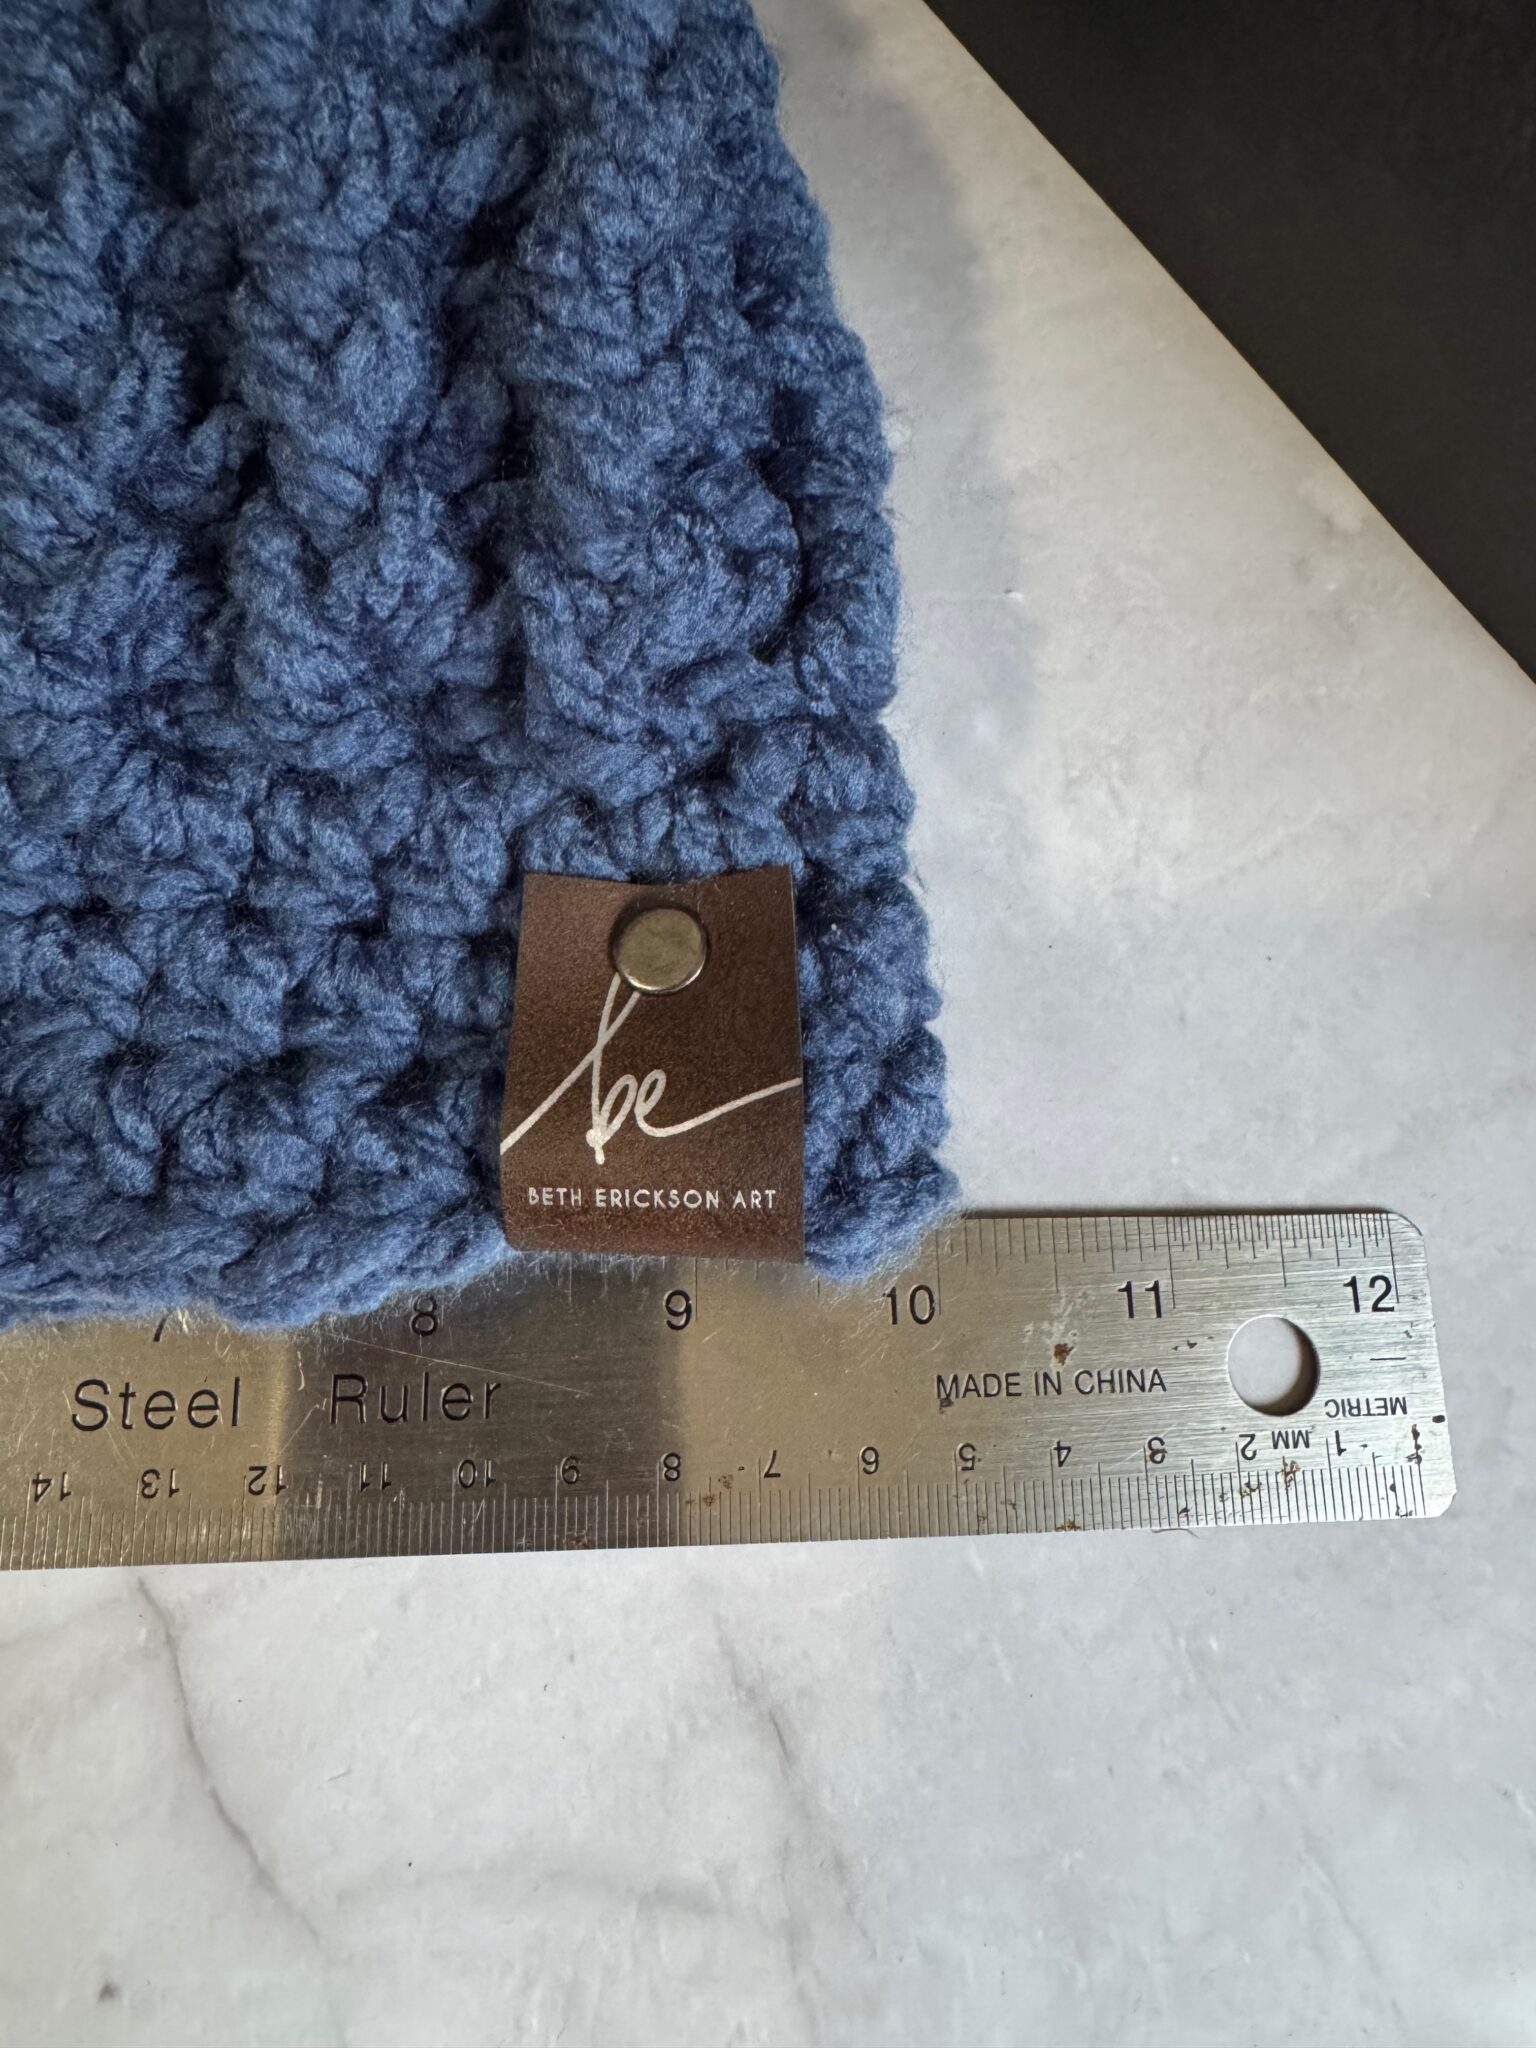 be
BETH ERICKSON ART
8 9 10 11 12
Steel Ruler
MADE IN CHINA
METRIC
14 13 12 11 10 9 8 7 6 5 4 3 2 MM 1